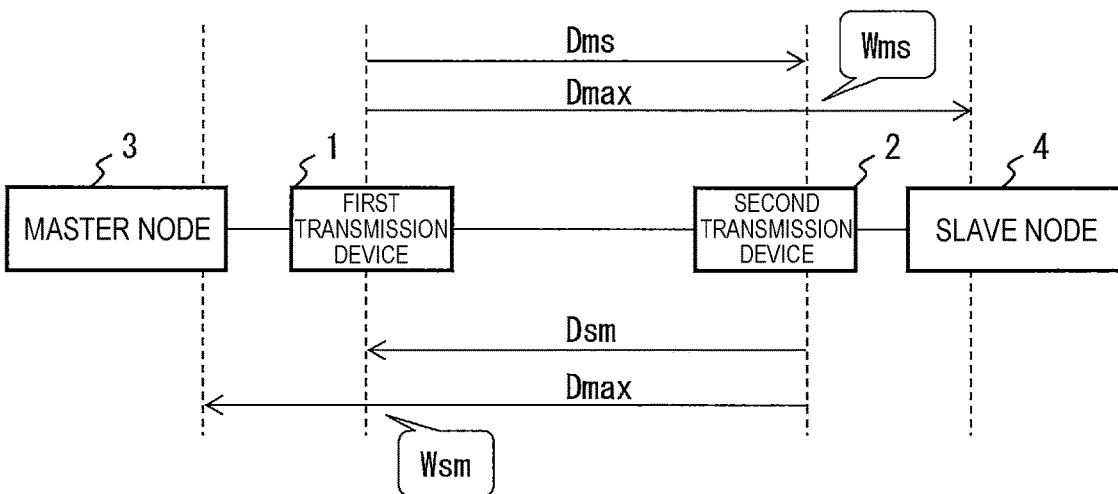 Dms
Wms
Dmax
3
1
2
4
MASTER NODE
FIRST
TRANSMISSION
DEVICE
SECOND
TRANSMISSION
DEVICE
SLAVE NODE
Dsm
Dmax
Wsm